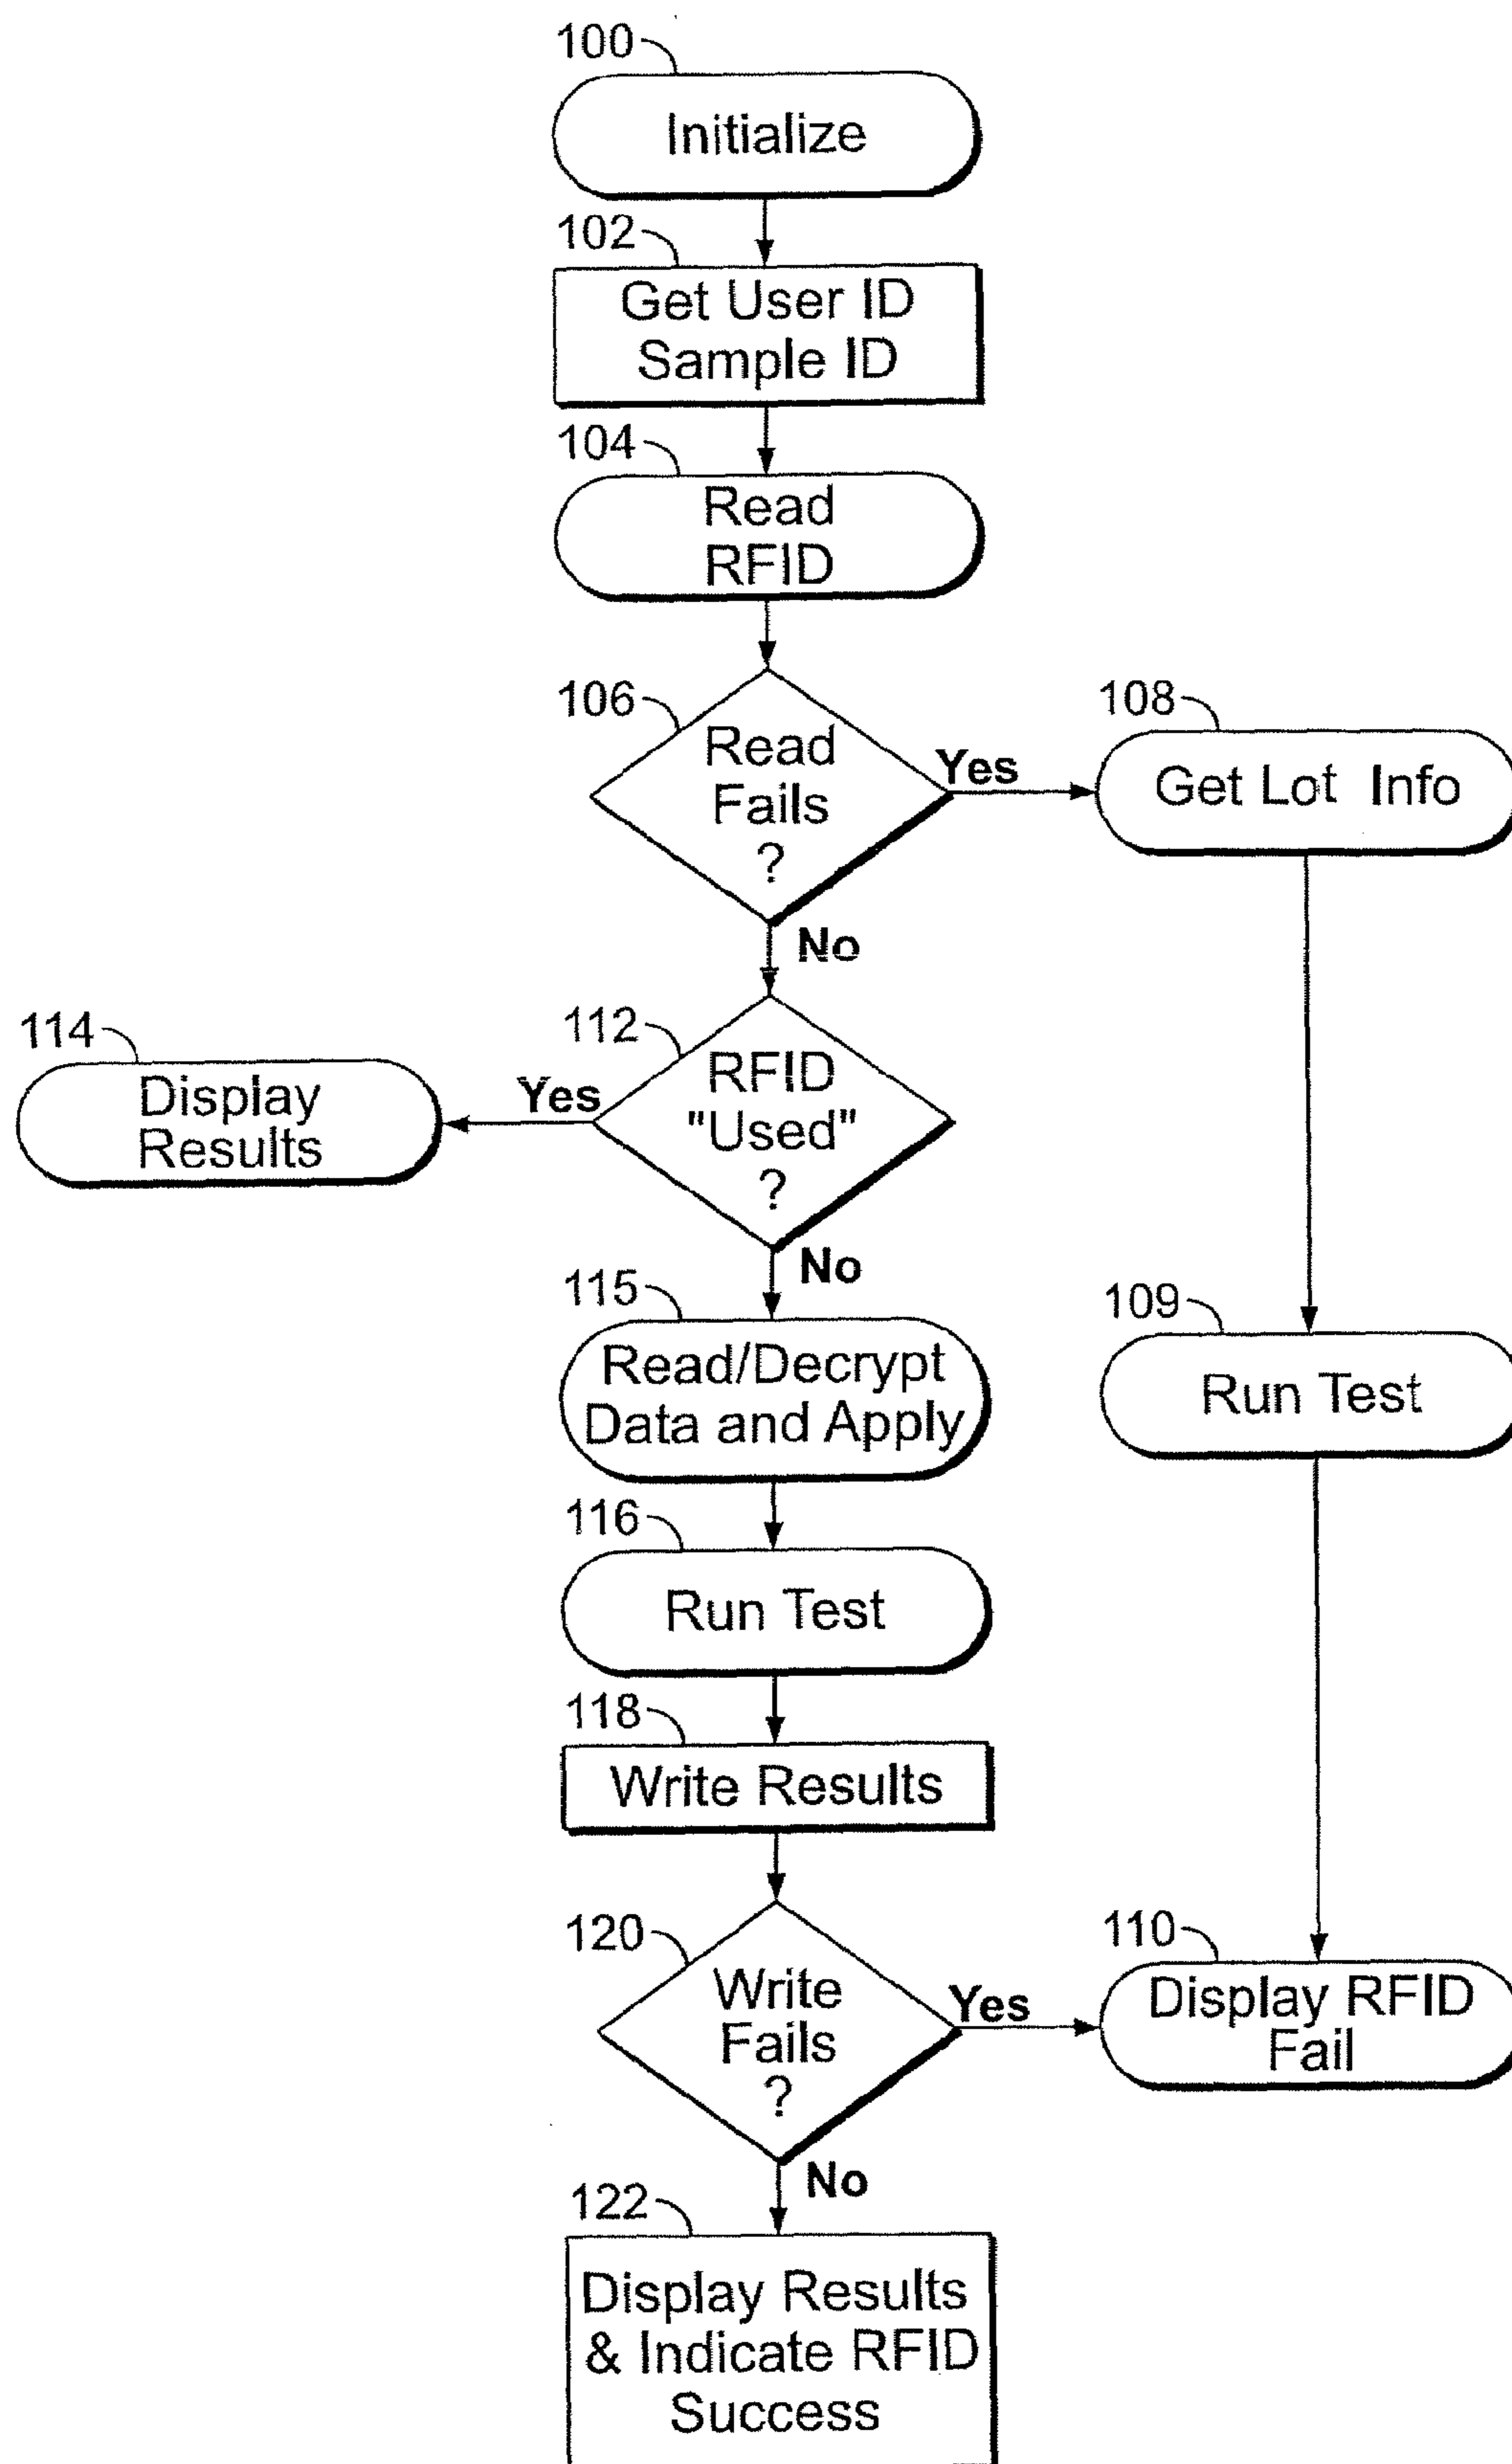 100
Initialize
102
Get User ID
Sample ID
104
Read
RFID
106
Read
Fails
?
Yes
108
Get Lot Info
No
114
Display
Results
Yes
112
RFID
"Used"
?
No
115
Read/Decrypt
Data and Apply
109
Run Test
116
Run Test
118
Write Results
120
Write
Fails
?
Yes
110
Display RFID
Fail
No
122
Display Results
& Indicate RFID
Success